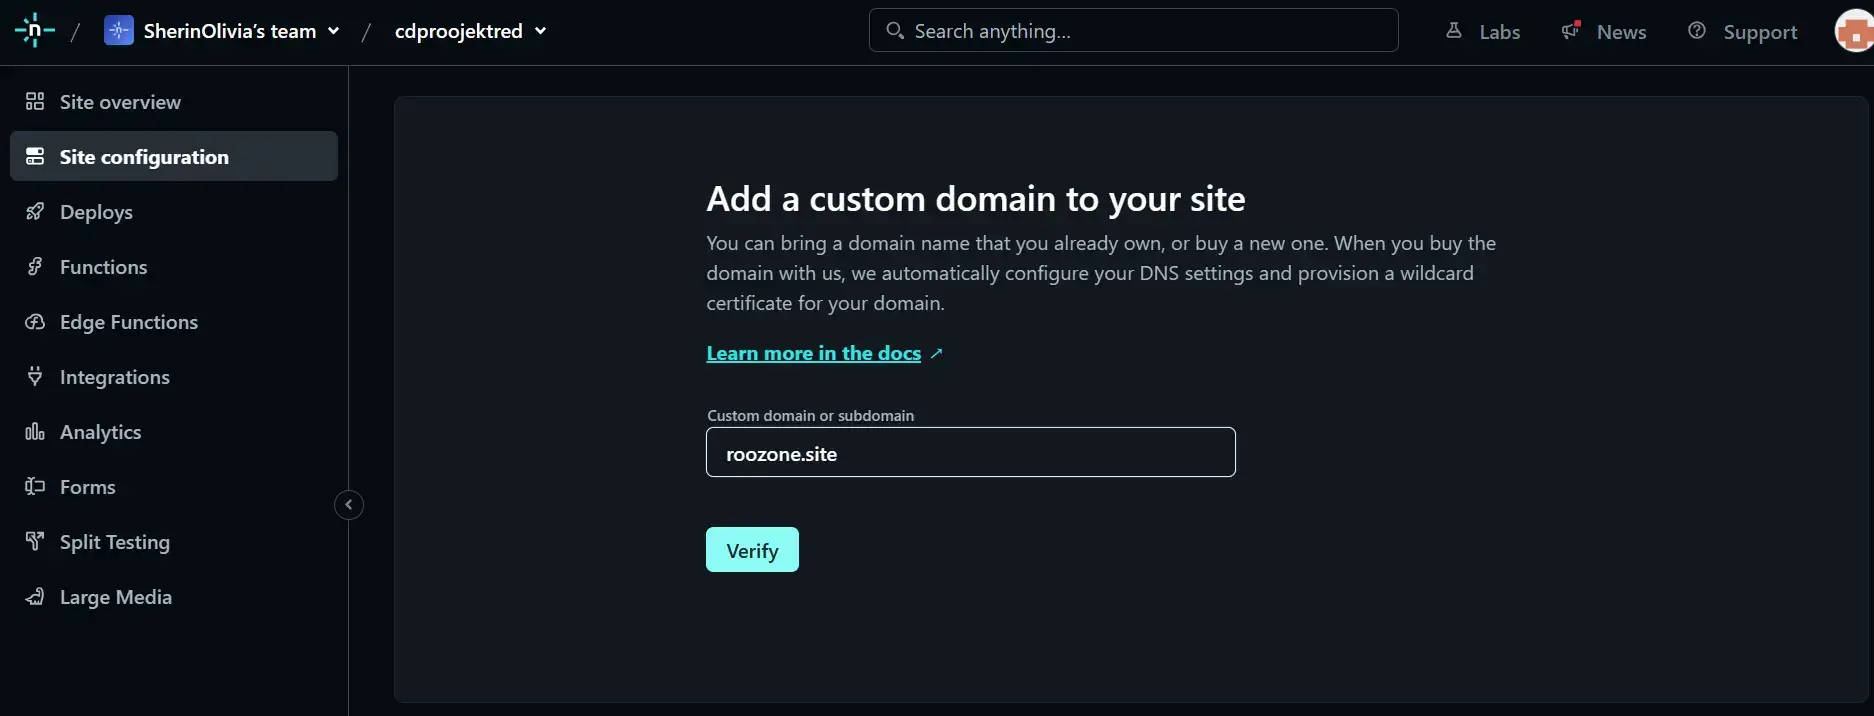 / SherinOlivia's team / cdproojektred Search anything... Labs News Support
Site overview
Site configuration
Deploys
Functions
Edge Functions
Integrations
Analytics
Forms
Split Testing
Large Media
Add a custom domain to your site
You can bring a domain name that you already own, or buy a new one. When you buy the
domain with us, we automatically configure your DNS settings and provision a wildcard
certificate for your domain.
Learn more in the docs ↗
Custom domain or subdomain
roozone.site
Verify